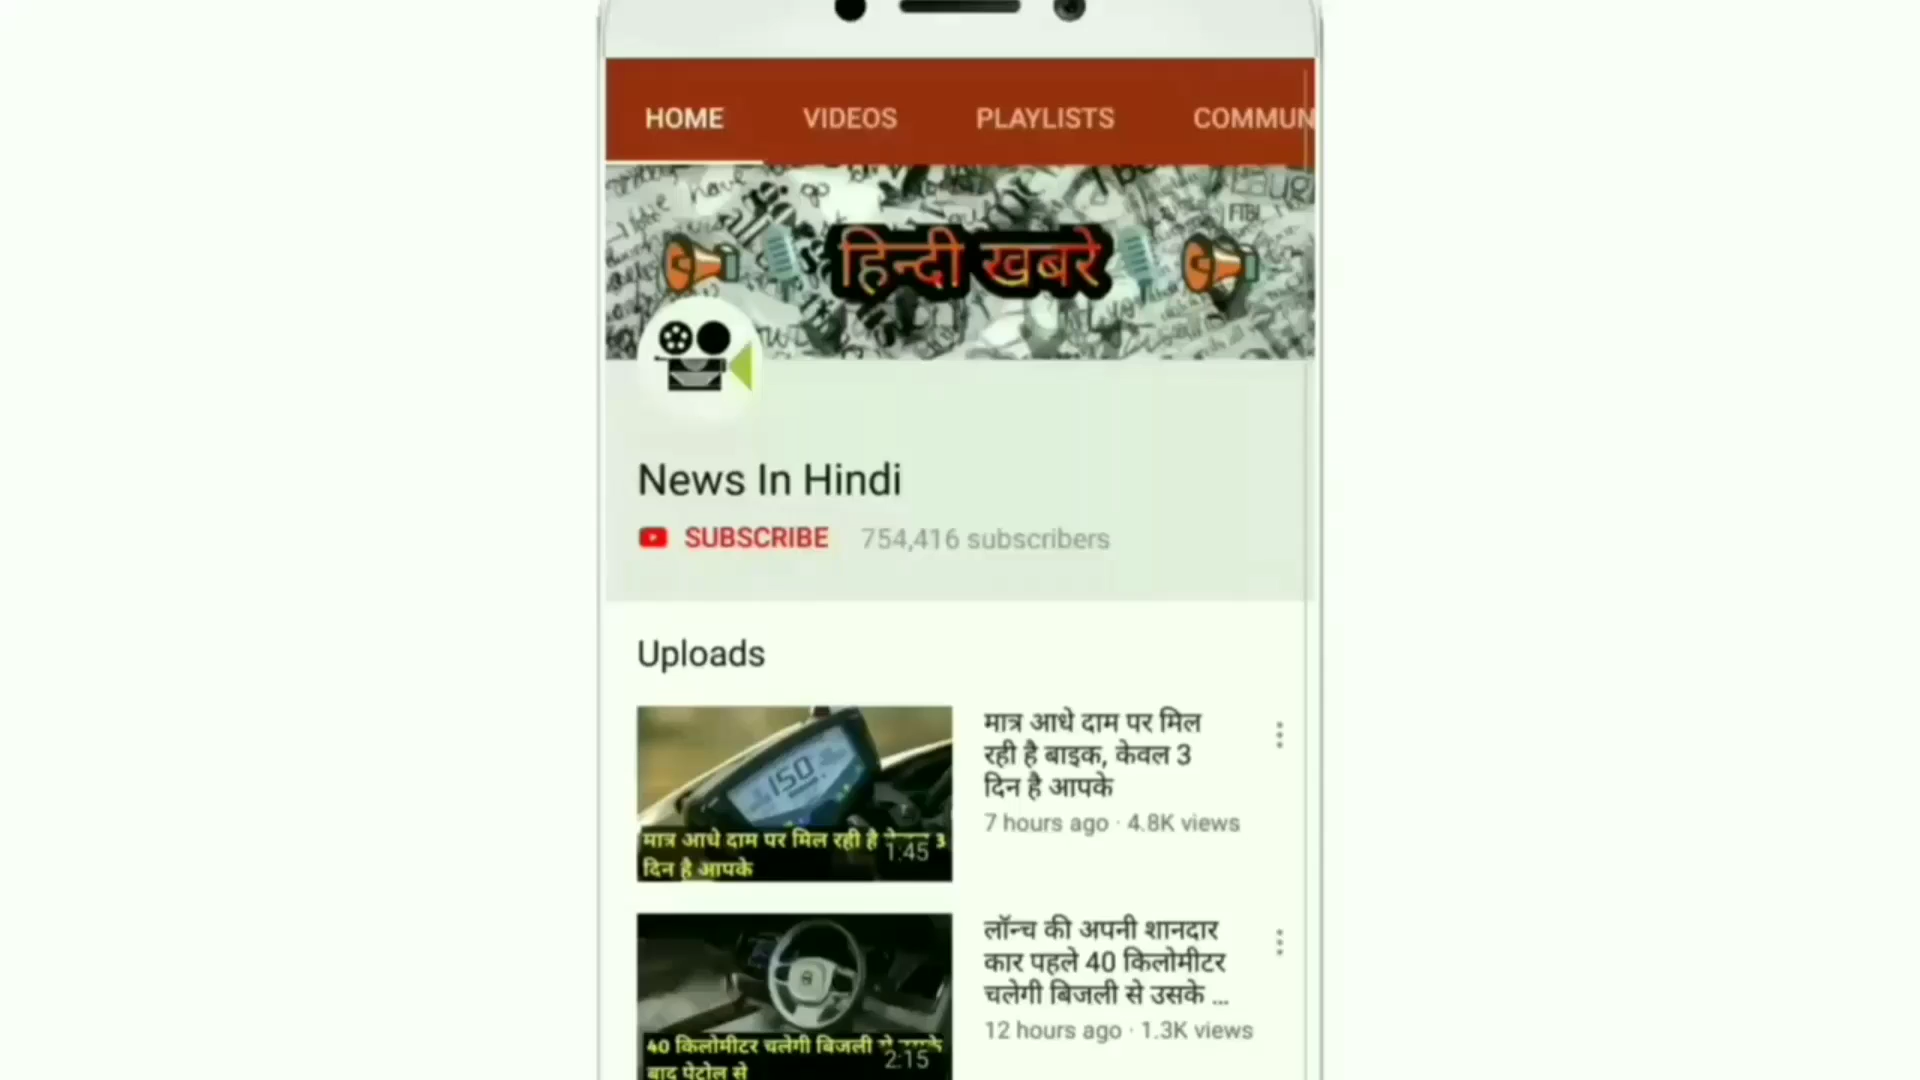 HOME VIDEOS PLAYLISTS COMMUN
हिन्दी खबरे
News In Hindi
SUBSCRIBE 754,416 subscribers
Uploads
मात्र आधे दाम पर मिल
रही है बाइक, केवल 3
दिन है आपके
7 hours ago · 4.8K views
150
मात्र आधे दाम पर मिल रही है 3
दिन है आपके
1:45
लॉन्च की अपनी शानदार
कार पहले 40 किलोमीटर
चलेगी बिजली से उसके ...
12 hours ago · 1.3K views
40 किलोमीटर चलेगी बिजली से
बाद पेट्रोल से
2:15